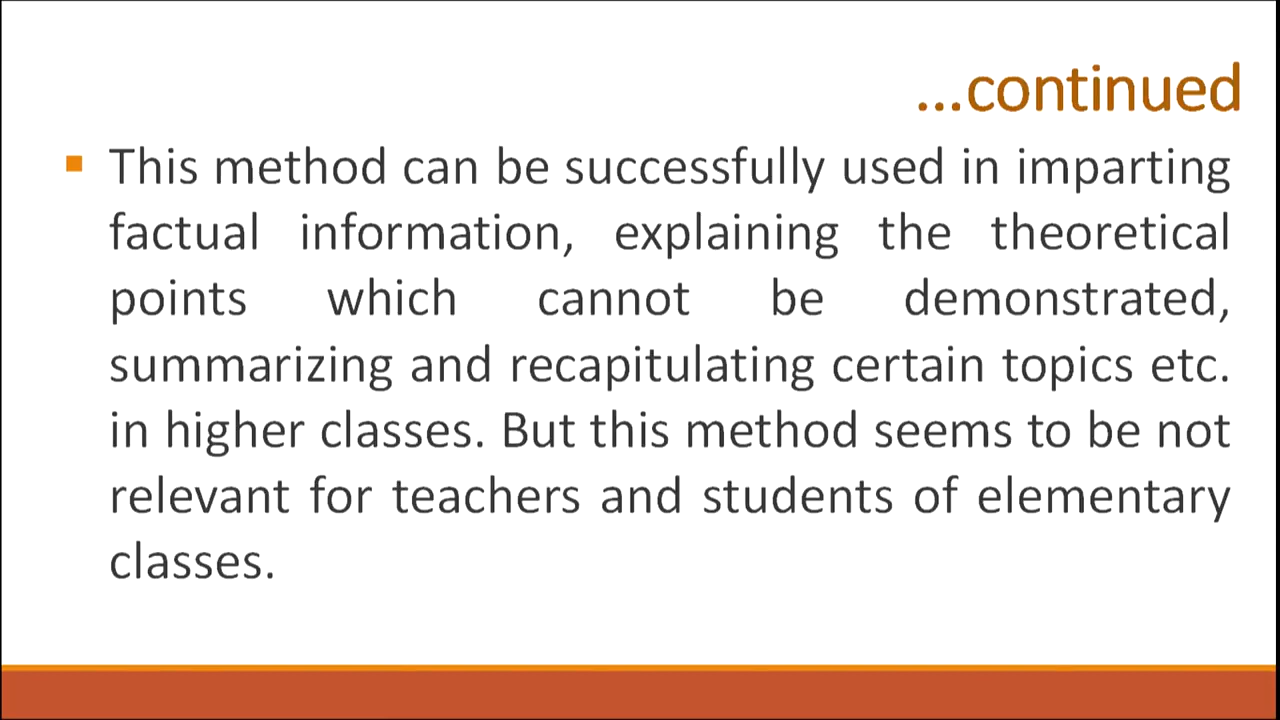 ...continued
▪ This method can be successfully used in imparting
factual information, explaining the theoretical
points which cannot be demonstrated,
summarizing and recapitulating certain topics etc.
in higher classes. But this method seems to be not
relevant for teachers and students of elementary
classes.